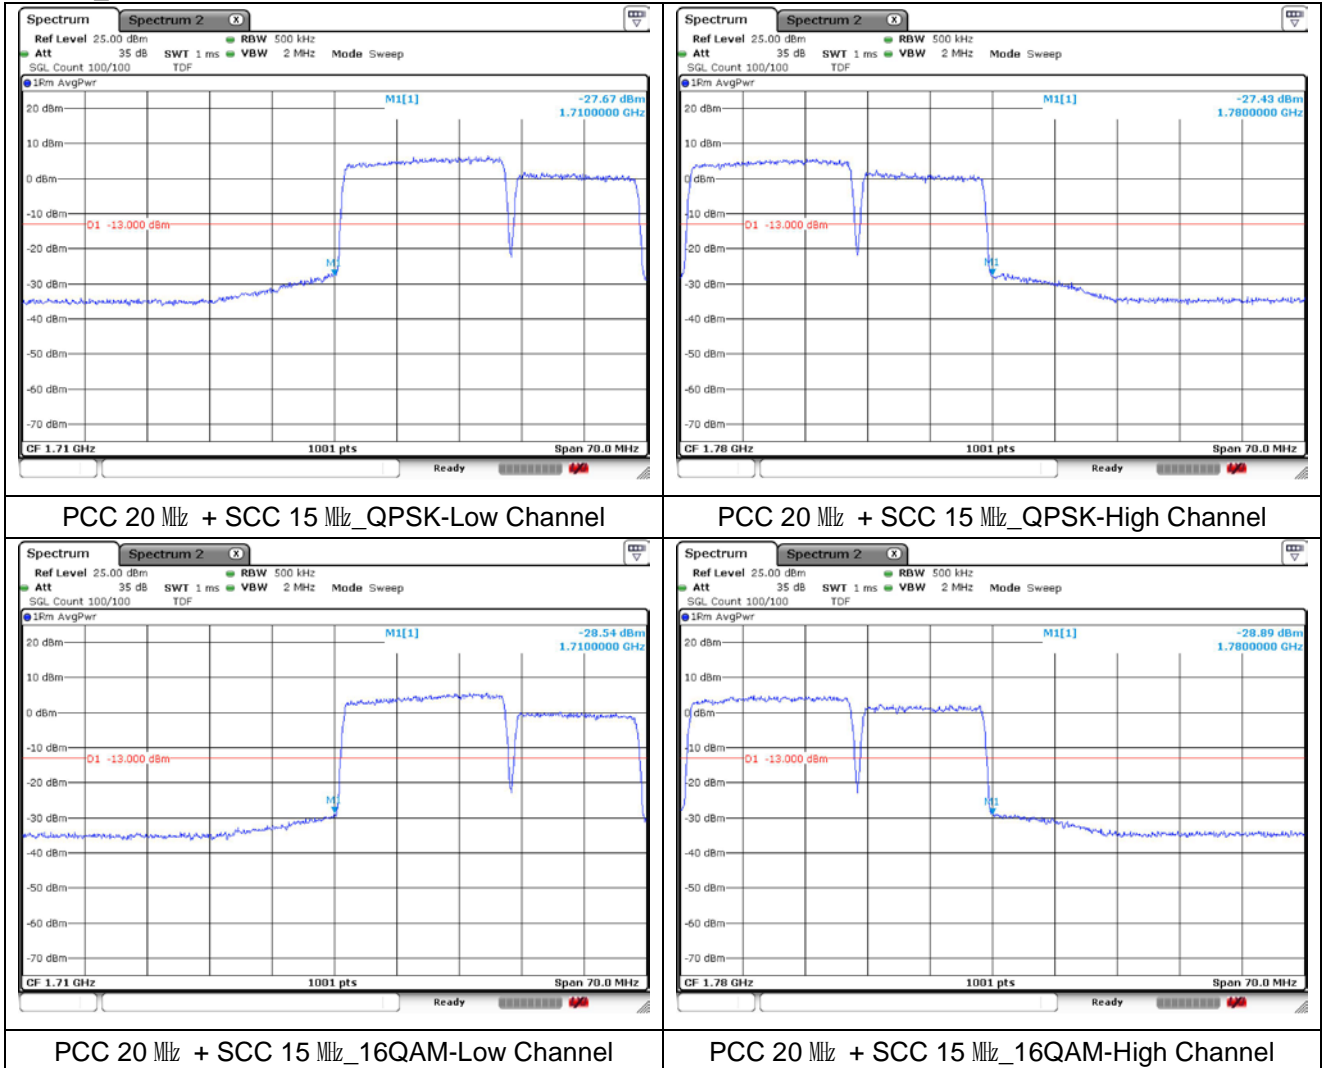 Spectrum Spectrum 2 X
Ref Level 25.00 dBm RBW 500 kHz
Att 35 dB SWT 1 ms VBW 2 MHz Mode Sweep
SGL Count 100/100 TDF
1Rm AvgPwr
M1[1] -27.67 dBm
1.7100000 GHz
20 dBm
10 dBm
0 dBm
-10 dBm
D1 -13.000 dBm
-20 dBm
-30 dBm
-40 dBm
-50 dBm
-60 dBm
-70 dBm
CF 1.71 GHz 1001 pts Span 70.0 MHz
Ready
PCC 20 ㎒ + SCC 15 ㎒_QPSK-Low Channel
Spectrum Spectrum 2 X
Ref Level 25.00 dBm RBW 500 kHz
Att 35 dB SWT 1 ms VBW 2 MHz Mode Sweep
SGL Count 100/100 TDF
1Rm AvgPwr
M1[1] -27.43 dBm
1.7800000 GHz
20 dBm
10 dBm
0 dBm
-10 dBm
D1 -13.000 dBm
-20 dBm
M1
-30 dBm
-40 dBm
-50 dBm
-60 dBm
-70 dBm
CF 1.78 GHz 1001 pts Span 70.0 MHz
Ready
PCC 20 ㎒ + SCC 15 ㎒_QPSK-High Channel
Spectrum Spectrum 2 X
Ref Level 25.00 dBm RBW 500 kHz
Att 35 dB SWT 1 ms VBW 2 MHz Mode Sweep
SGL Count 100/100 TDF
1Rm AvgPwr
M1[1] -28.54 dBm
1.7100000 GHz
20 dBm
10 dBm
0 dBm
-10 dBm
D1 -13.000 dBm
-20 dBm
-30 dBm
-40 dBm
-50 dBm
-60 dBm
-70 dBm
CF 1.71 GHz 1001 pts Span 70.0 MHz
Ready
PCC 20 ㎒ + SCC 15 ㎒_16QAM-Low Channel
Spectrum Spectrum 2 X
Ref Level 25.00 dBm RBW 500 kHz
Att 35 dB SWT 1 ms VBW 2 MHz Mode Sweep
SGL Count 100/100 TDF
1Rm AvgPwr
M1[1] -28.89 dBm
1.7800000 GHz
20 dBm
10 dBm
0 dBm
-10 dBm
D1 -13.000 dBm
-20 dBm
M1
-30 dBm
-40 dBm
-50 dBm
-60 dBm
-70 dBm
CF 1.78 GHz 1001 pts Span 70.0 MHz
Ready
PCC 20 ㎒ + SCC 15 ㎒_16QAM-High Channel